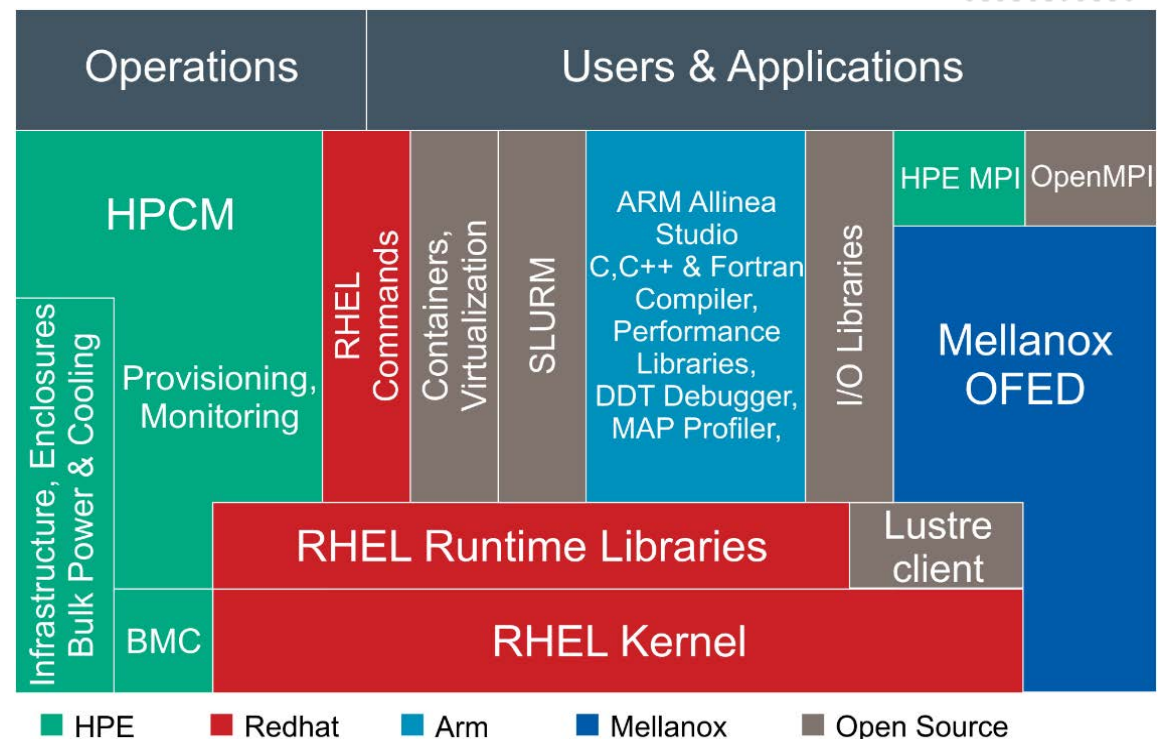 Operations
Users & Applications
HPCM
Provisioning,
Monitoring
Infrastructure, Enclosures
Bulk Power & Cooling
BMC
RHEL
Commands
Containers,
Virtualization
SLURM
ARM Allinea
Studio
C,C++ & Fortran
Compiler,
Performance
Libraries,
DDT Debugger,
MAP Profiler,
I/O Libraries
HPE MPI
OpenMPI
Mellanox
OFED
RHEL Runtime Libraries
Lustre
client
RHEL Kernel
HPE
Redhat
Arm
Mellanox
Open Source